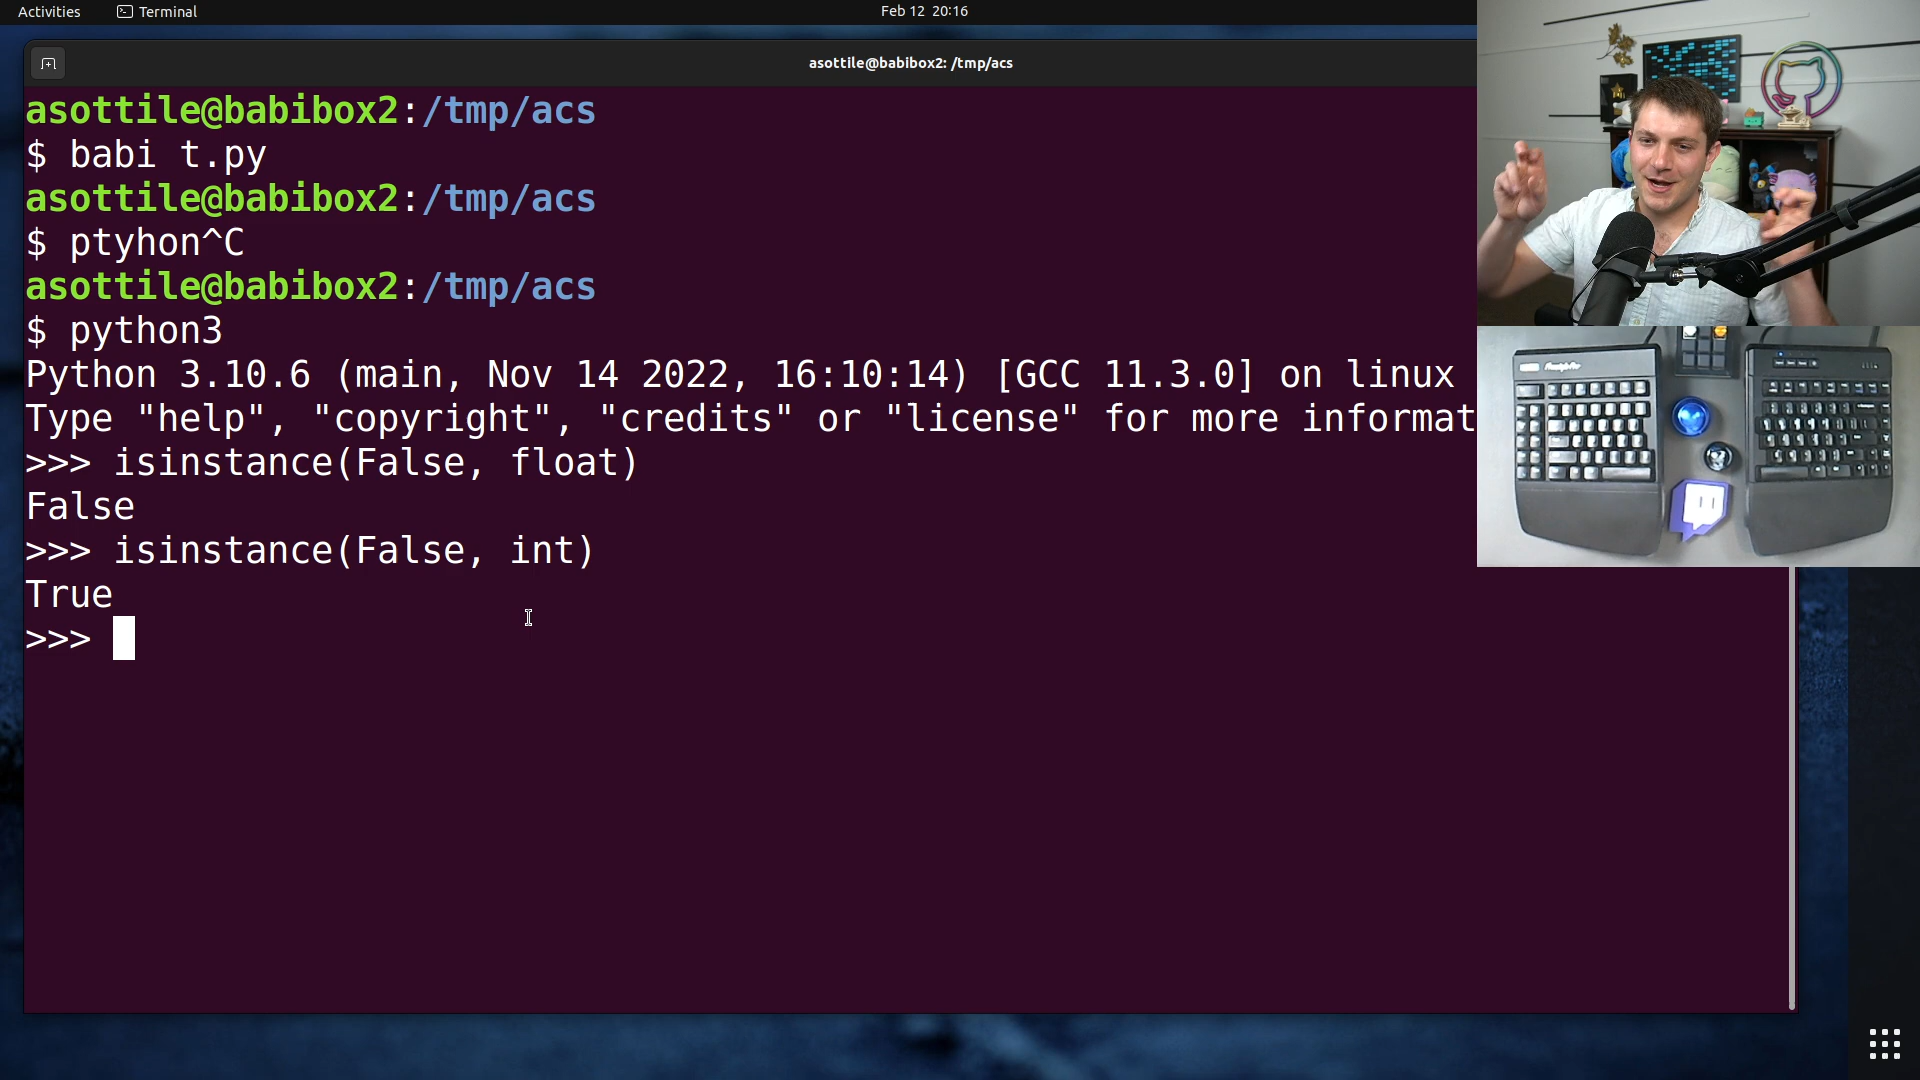 Activities
Terminal
Feb 12 20:16
asottile@babibox2: /tmp/acs
asottile@babibox2:/tmp/acs
$ babi t.py
asottile@babibox2:/tmp/acs
$ ptyhon^C
asottile@babibox2:/tmp/acs
$ python3
Python 3.10.6 (main, Nov 14 2022, 16:10:14) [GCC 11.3.0] on linux
Type "help", "copyright", "credits" or "license" for more informat
>>> isinstance(False, float)
False
>>> isinstance(False, int)
True
>>>